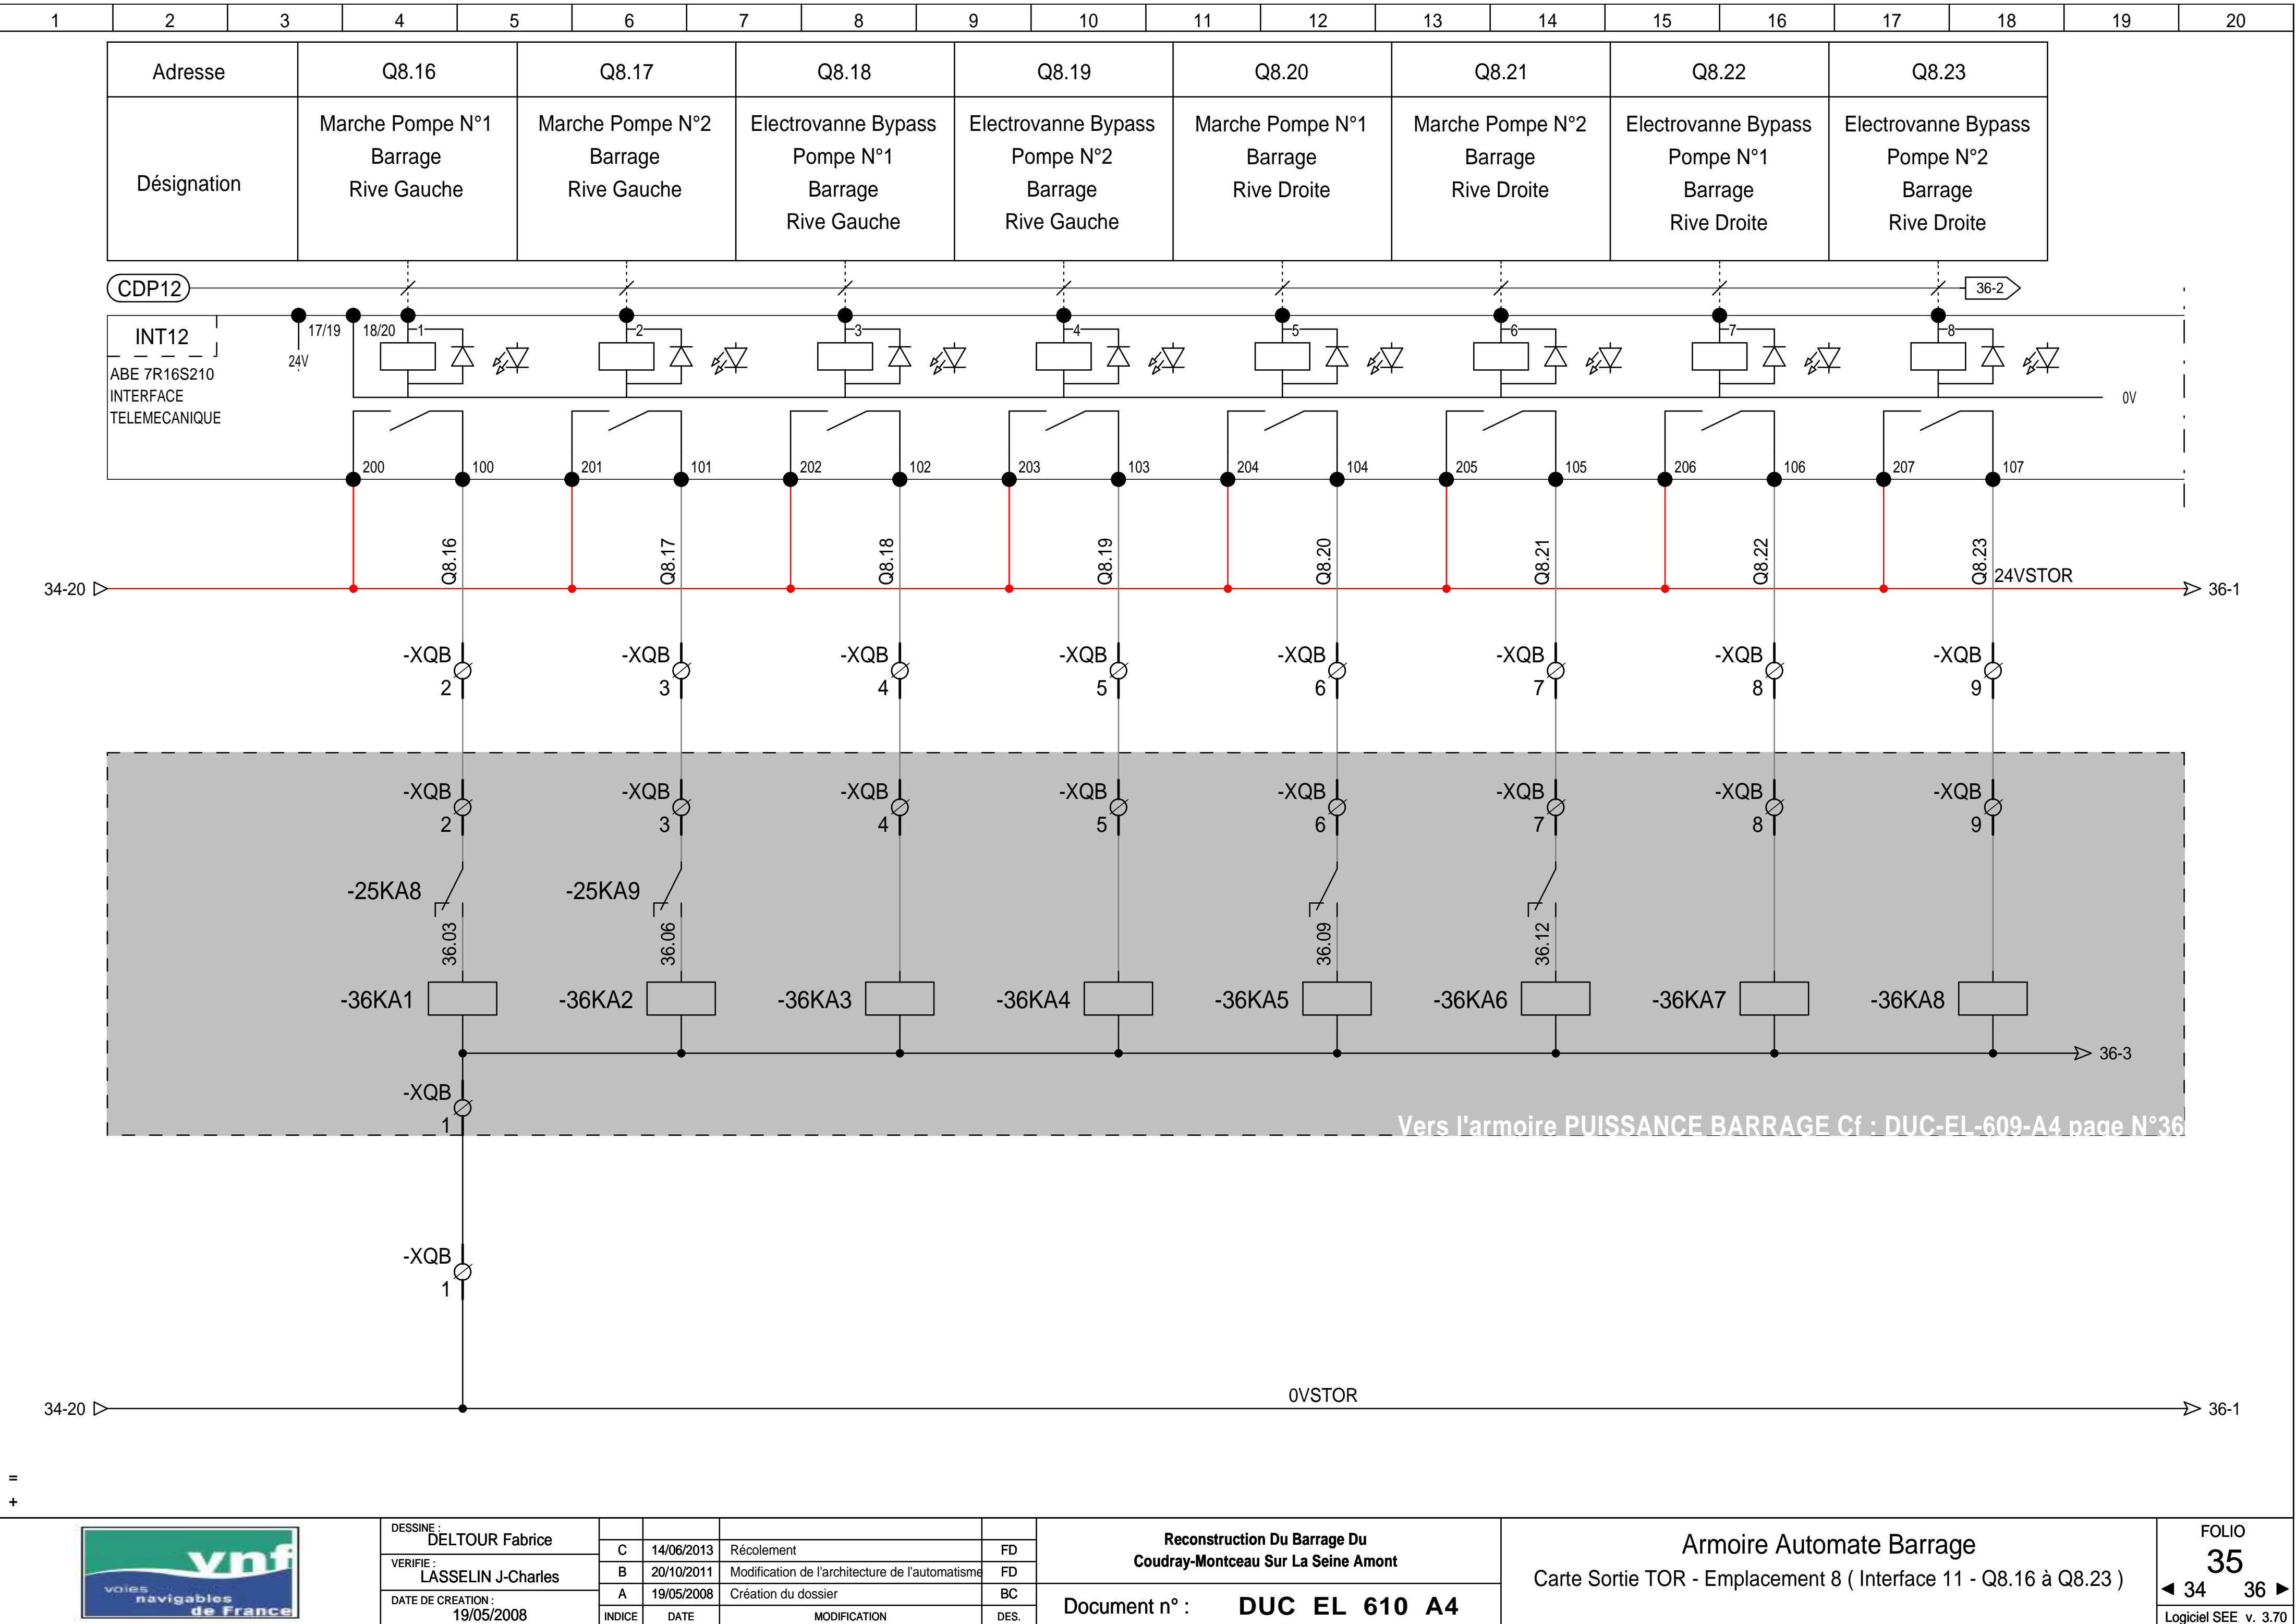 1 2 3 4 5 6 7 8 9 10 11 12 13 14 15 16 17 18 19 20
Adresse Q8.16 Q8.17 Q8.18 Q8.19 Q8.20 Q8.21 Q8.22 Q8.23
Désignation
Marche Pompe N°1
Barrage
Rive Gauche
Marche Pompe N°2
Barrage
Rive Gauche
Electrovanne Bypass
Pompe N°1
Barrage
Rive Gauche
Electrovanne Bypass
Pompe N°2
Barrage
Rive Gauche
Marche Pompe N°1
Barrage
Rive Droite
Marche Pompe N°2
Barrage
Rive Droite
Electrovanne Bypass
Pompe N°1
Barrage
Rive Droite
Electrovanne Bypass
Pompe N°2
Barrage
Rive Droite
CDP12 36-2
INT12 17/19 18/20 1 2 3 4 5 6 7 8
24V
ABE 7R16S210
INTERFACE
TELEMECANIQUE
0V
200 100 201 101 202 102 203 103 204 104 205 105 206 106 207 107
Q8.16 Q8.17 Q8.18 Q8.19 Q8.20 Q8.21 Q8.22 Q8.23
34-20 24VSTOR 36-1
-XQB -XQB -XQB -XQB -XQB -XQB -XQB -XQB
2 3 4 5 6 7 8 9
-XQB -XQB -XQB -XQB -XQB -XQB -XQB -XQB
2 3 4 5 6 7 8 9
-25KA8 -25KA9
36.03 36.06 36.09 36.12
-36KA1 -36KA2 -36KA3 -36KA4 -36KA5 -36KA6 -36KA7 -36KA8
36-3
-XQB
1
Vers l'armoire PUISSANCE BARRAGE Cf : DUC-EL-609-A4 page N°36
-XQB
1
34-20 0VSTOR 36-1
=
+
vnf
voies
navigables
de France
DESSINE :
DELTOUR Fabrice
VERIFIE :
LASSELIN J-Charles
DATE DE CREATION :
19/05/2008
C 14/06/2013 Récolement FD
B 20/10/2011 Modification de l'architecture de l'automatisme FD
A 19/05/2008 Création du dossier BC
INDICE DATE MODIFICATION DES.
Reconstruction Du Barrage Du
Coudray-Montceau Sur La Seine Amont
Document n° : DUC EL 610 A4
Armoire Automate Barrage
Carte Sortie TOR - Emplacement 8 ( Interface 11 - Q8.16 à Q8.23 )
FOLIO
35
34 36
Logiciel SEE v. 3.70